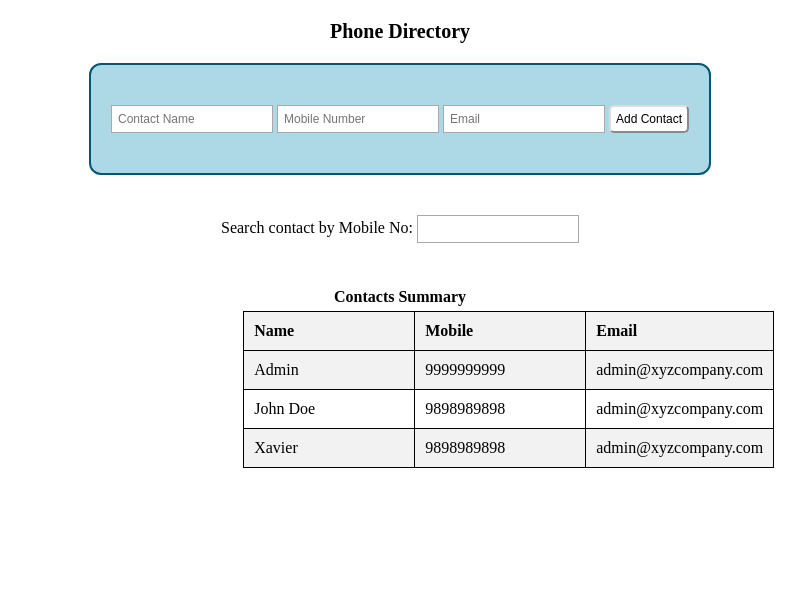 Phone Directory
Contact Name Mobile Number Email Add Contact
Search contact by Mobile No:
Contacts Summary
Name Mobile Email
Admin 9999999999 admin@xyzcompany.com
John Doe 9898989898 admin@xyzcompany.com
Xavier 9898989898 admin@xyzcompany.com